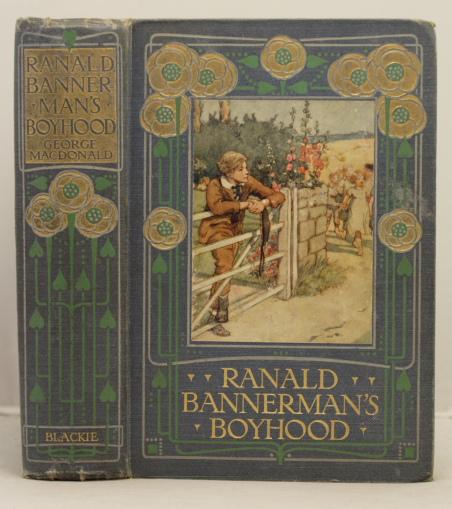 RANALD
BANNER
MAN'S
BOYHOOD
GEORGE
MACDONALD
BLACKIE
RANALD
BANNERMAN'S
BOYHOOD